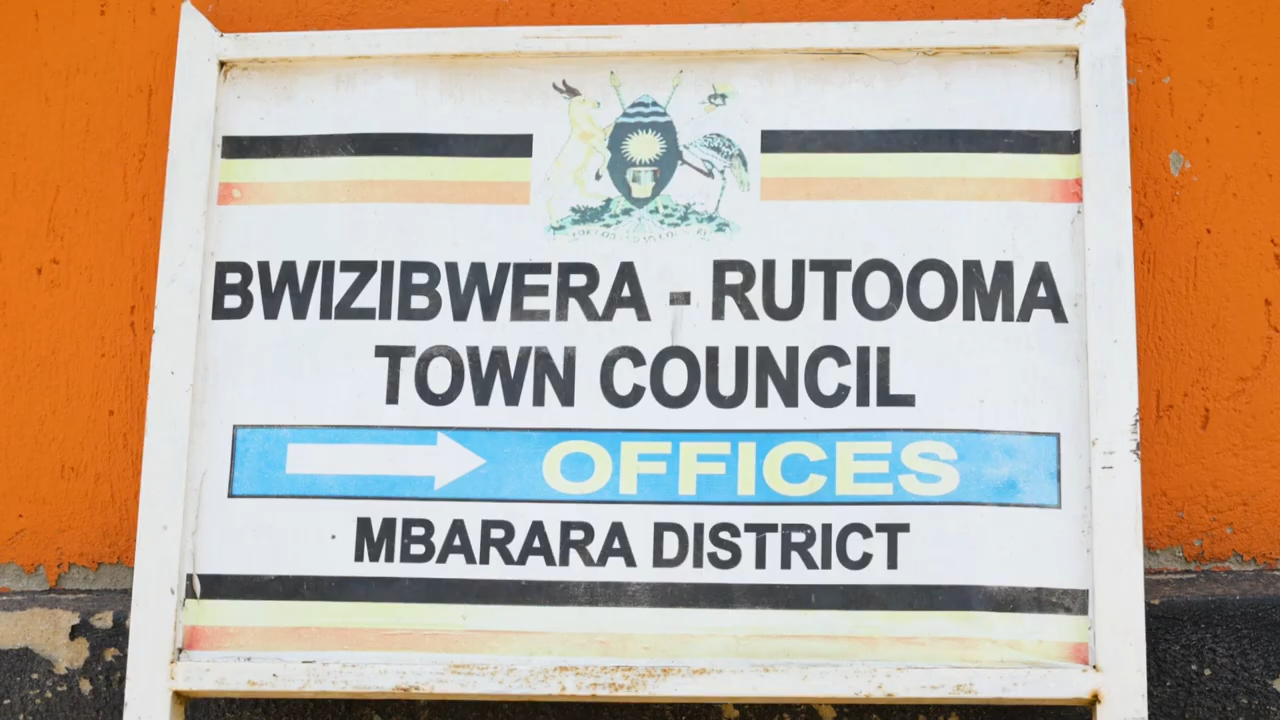 BWIZIBWERA - RUTOOMA
TOWN COUNCIL
OFFICES
MBARARA DISTRICT